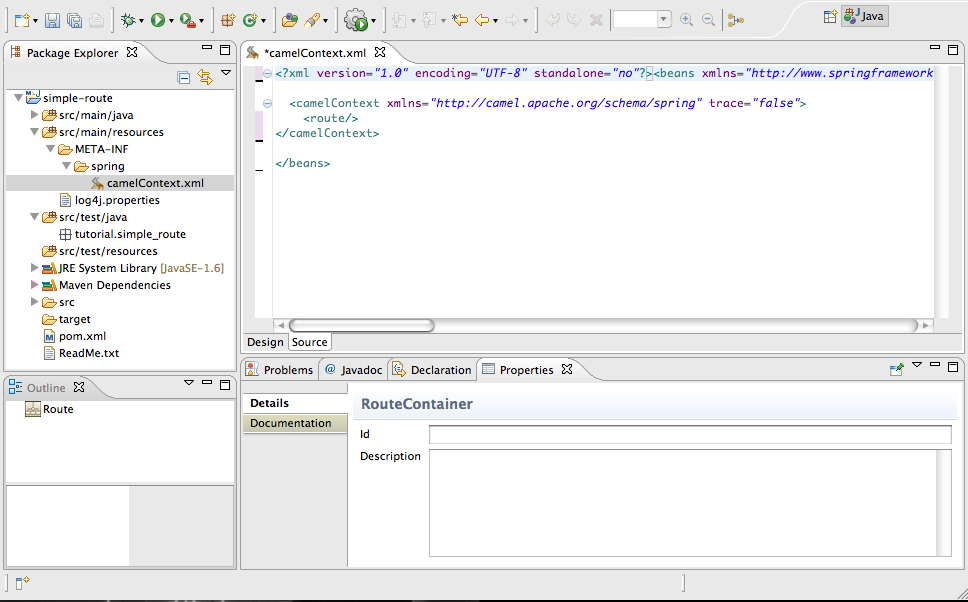 Java
Package Explorer
simple-route
src/main/java
src/main/resources
META-INF
spring
camelContext.xml
log4j.properties
src/test/java
tutorial.simple_route
src/test/resources
JRE System Library [JavaSE-1.6]
Maven Dependencies
src
target
pom.xml
ReadMe.txt
*camelContext.xml
<?xml version="1.0" encoding="UTF-8" standalone="no"?><beans xmlns="http://www.springframework
<camelContext xmlns="http://camel.apache.org/schema/spring" trace="false">
<route/>
</camelContext>
</beans>
Design Source
Outline
Route
Problems @ Javadoc Declaration Properties
Details
Documentation
RouteContainer
Id
Description